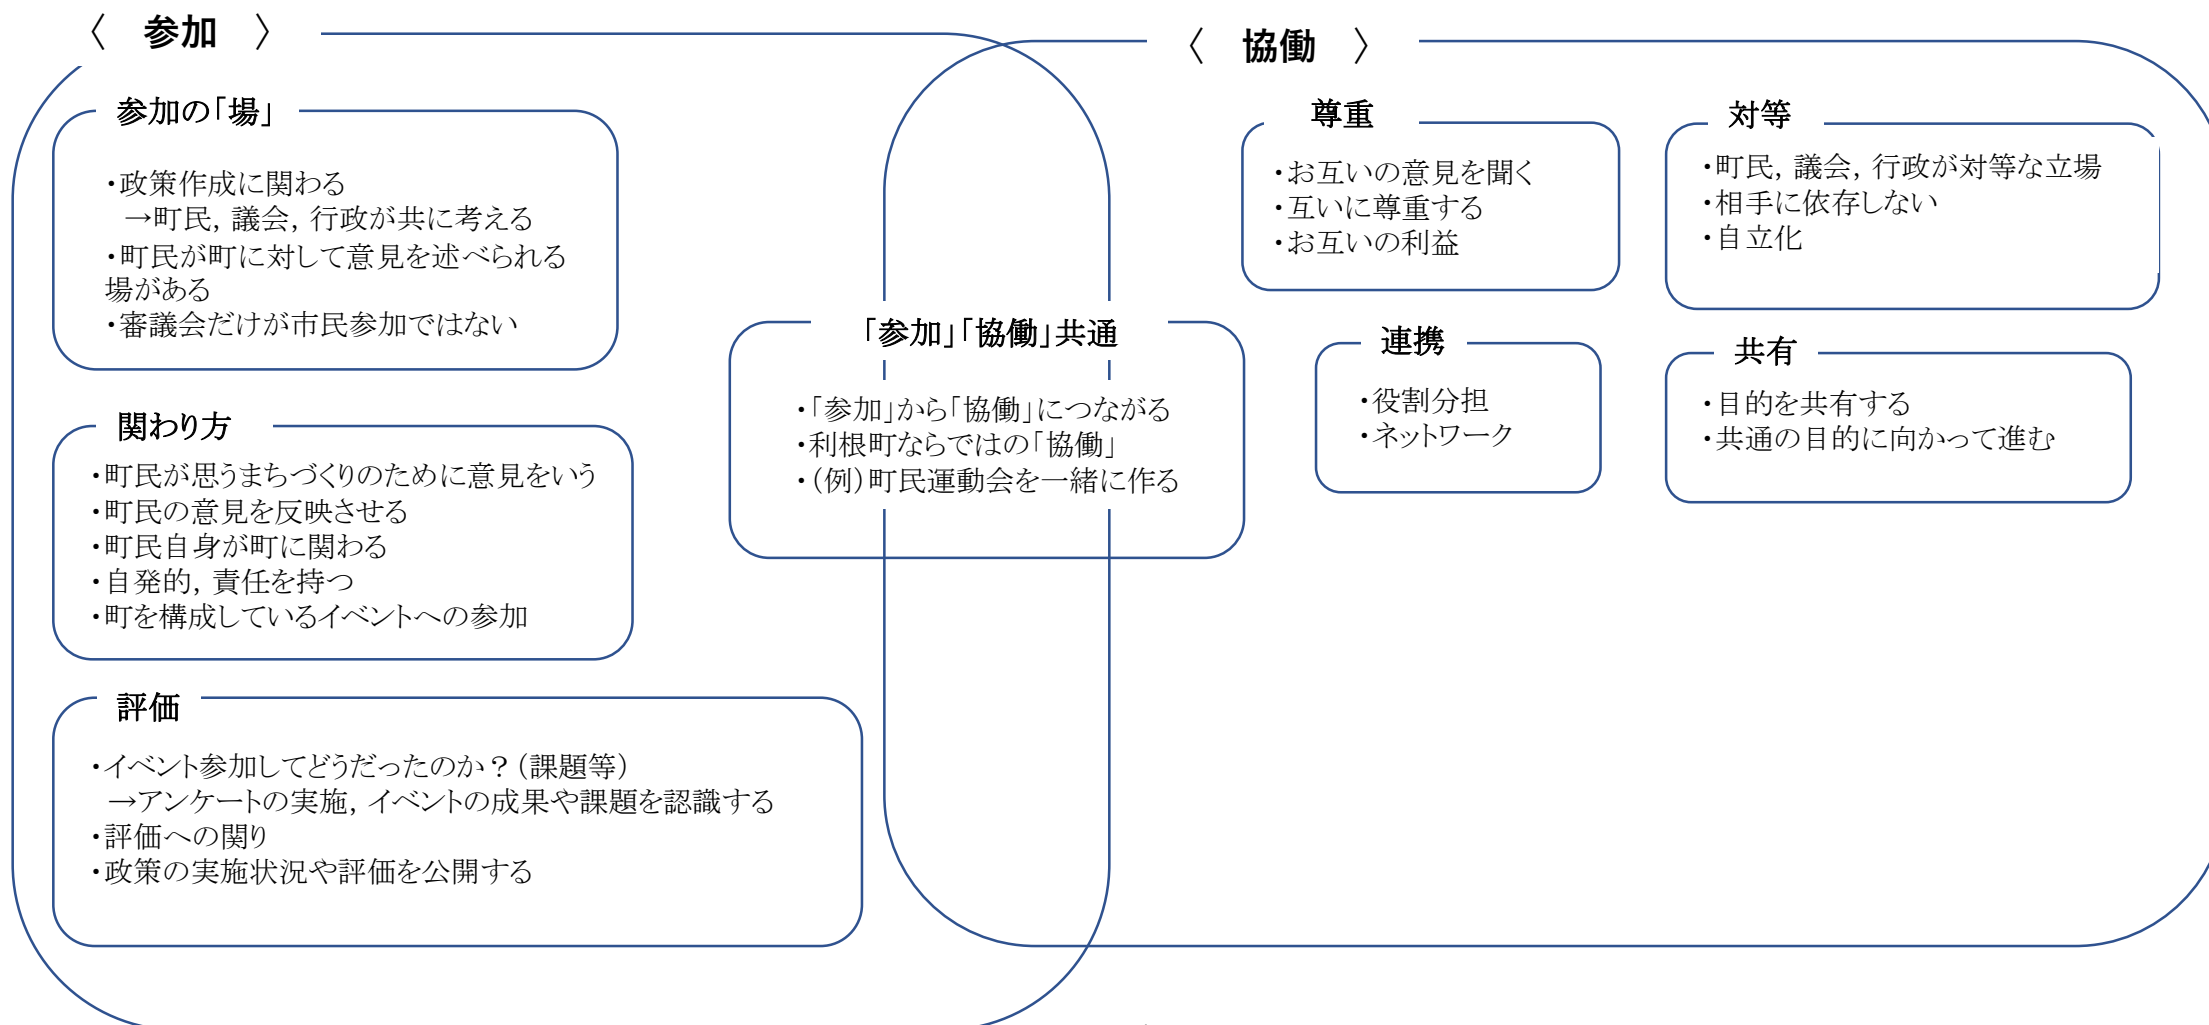 〈 参加 〉
参加の「場」
・政策作成に関わる
→町民, 議会, 行政が共に考える
・町民が町に対して意見を述べられる
場がある
・審議会だけが市民参加ではない
関わり方
・町民が思うまちづくりのために意見をいう
・町民の意見を反映させる
・町民自身が町に関わる
・自発的, 責任を持つ
・町を構成しているイベントへの参加
評価
・イベント参加してどうだったのか？(課題等)
→アンケートの実施, イベントの成果や課題を認識する
・評価への関り
・政策の実施状況や評価を公開する
「参加」「協働」共通
・「参加」から「協働」につながる
・利根町ならではの「協働」
・(例)町民運動会を一緒に作る
〈 協働 〉
尊重
・お互いの意見を聞く
・互いに尊重する
・お互いの利益
対等
・町民, 議会, 行政が対等な立場
・相手に依存しない
・自立化
連携
・役割分担
・ネットワーク
共有
・目的を共有する
・共通の目的に向かって進む